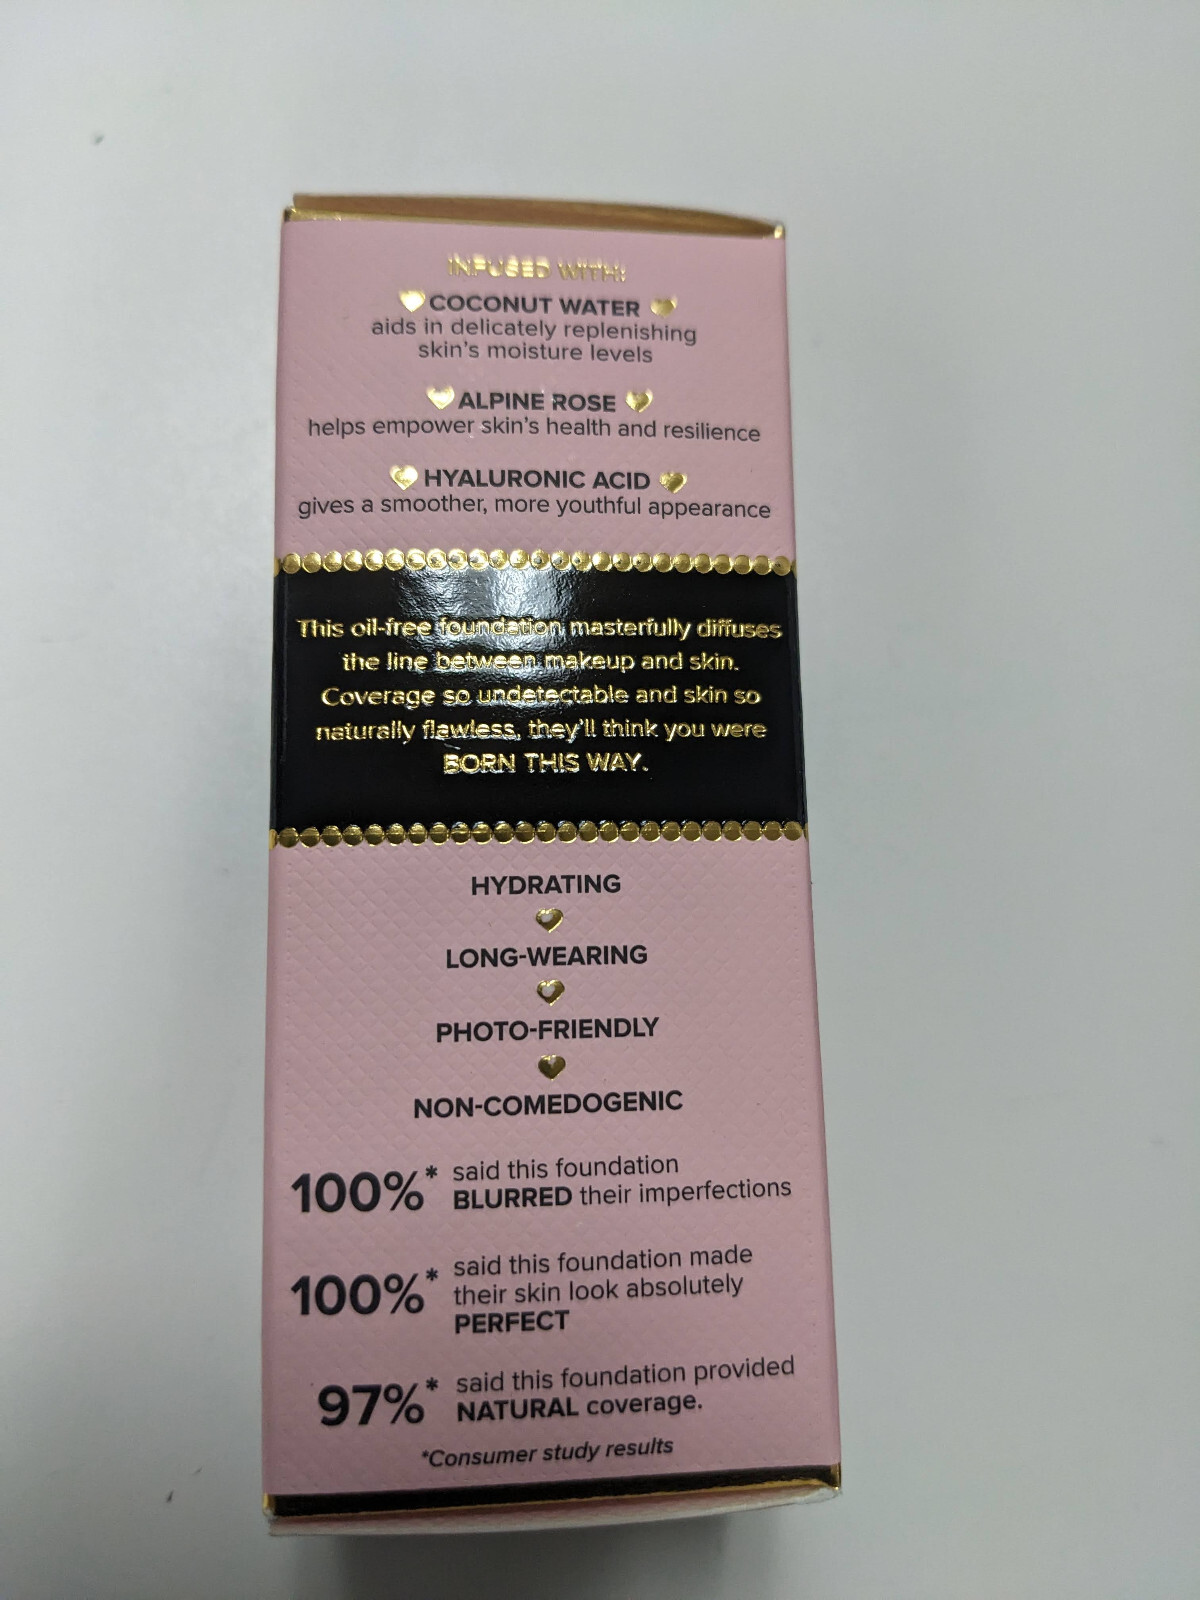 INFUSED WITH:
COCONUT WATER
aids in delicately replenishing
skin's moisture levels
ALPINE ROSE
helps empower skin's health and resilience
HYALURONIC ACID
gives a smoother, more youthful appearance
This oil-free foundation masterfully diffuses
the line between makeup and skin.
Coverage so undetectable and skin so
naturally flawless, they'll think you were
BORN THIS WAY.
HYDRATING
LONG-WEARING
PHOTO-FRIENDLY
NON-COMEDOGENIC
100%* said this foundation
BLURRED their imperfections
100%* said this foundation made
their skin look absolutely
PERFECT
97%* said this foundation provided
NATURAL coverage.
*Consumer study results